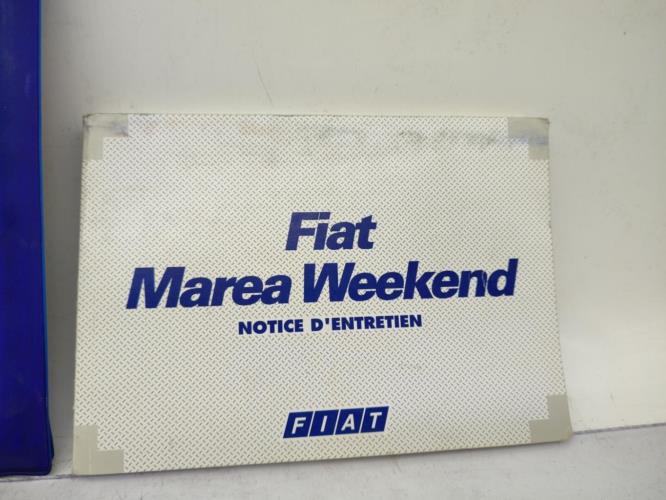 Fiat
Marea Weekend
NOTICE D'ENTRETIEN
FIAT